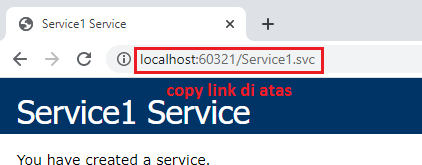 Service1 Service
localhost:60321/Service1.svc
copy link di atas
Service1 Service
You have created a service.